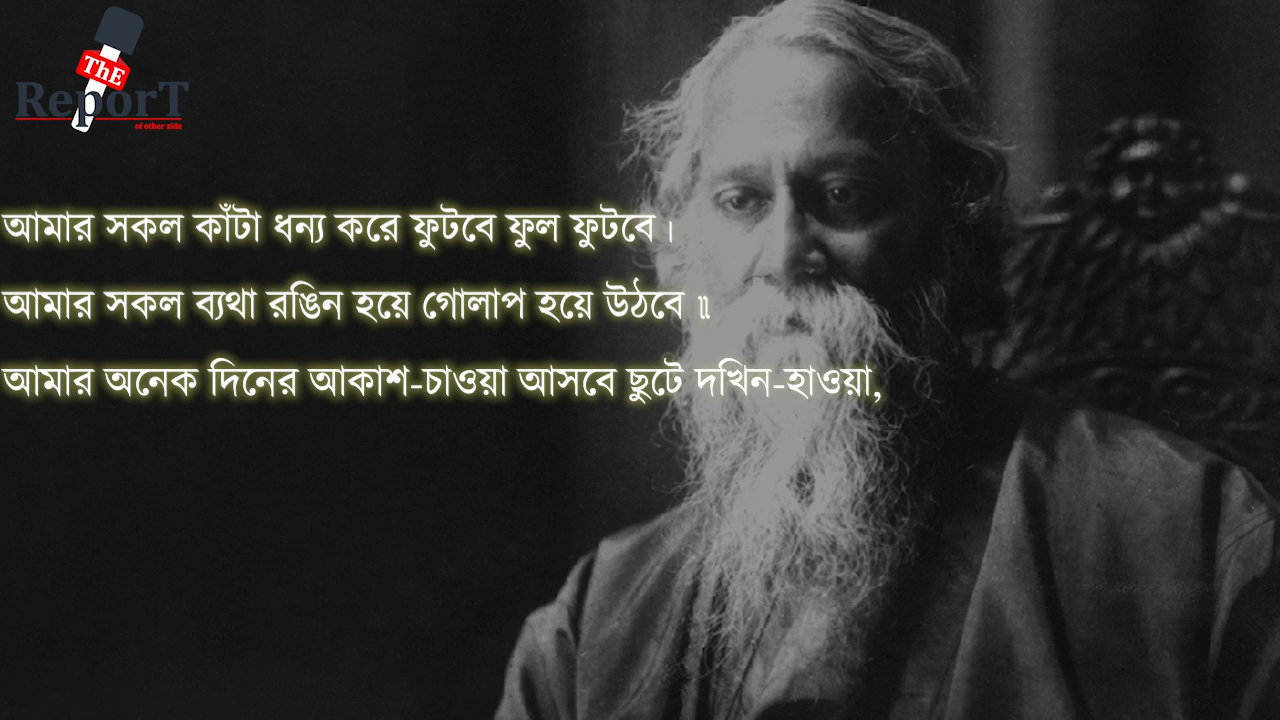 ThE
ReporT
of other side
আমার সকল কাঁটা ধন্য করে ফুটবে ফুল ফুটবে।
আমার সকল ব্যথা রঙিন হয়ে গোলাপ হয়ে উঠবে ॥
আমার অনেক দিনের আকাশ-চাওয়া আসবে ছুটে দখিন-হাওয়া,